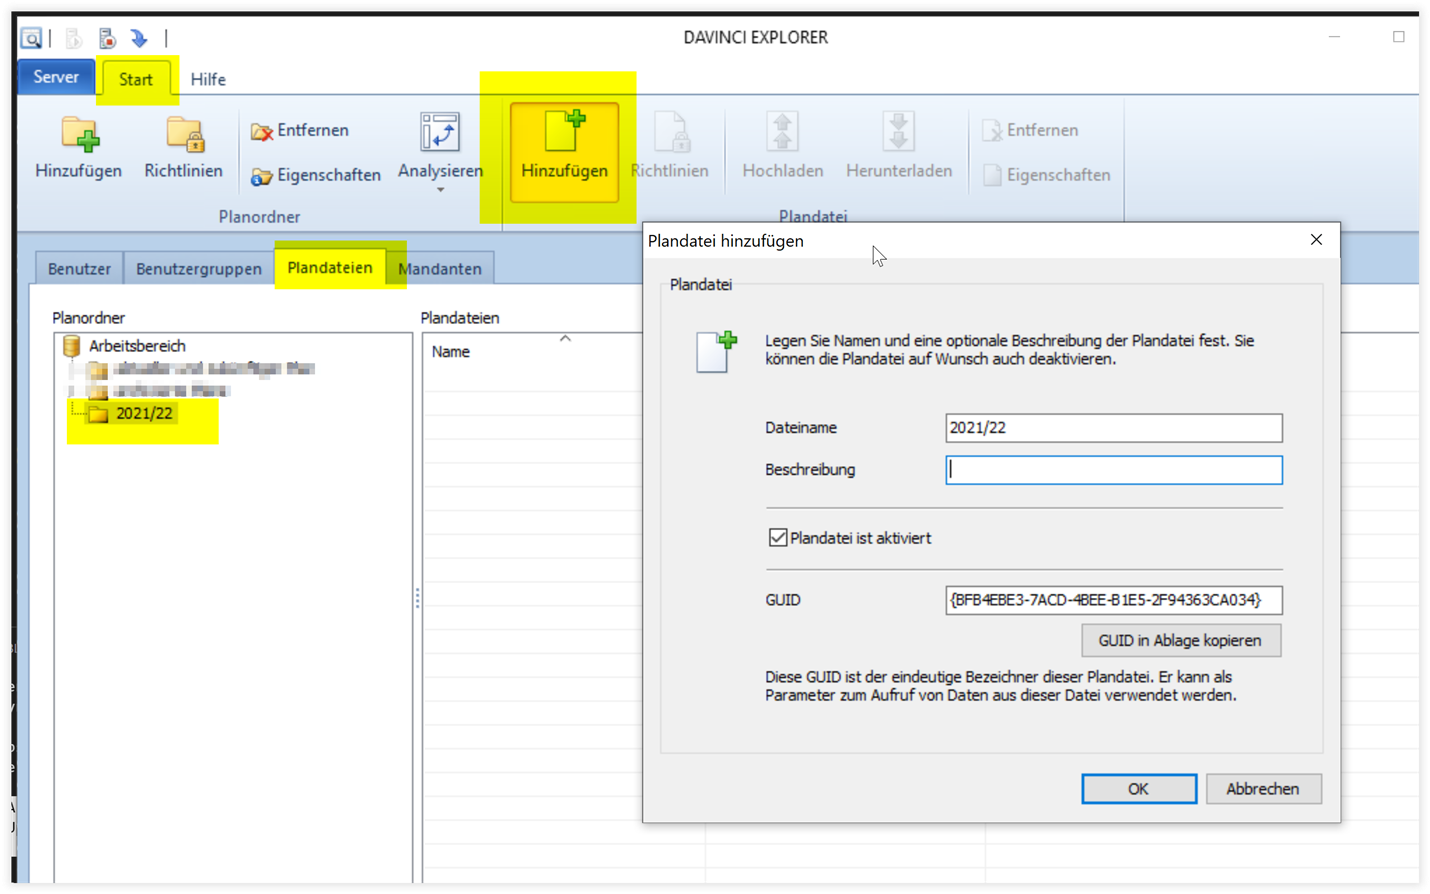 DAVINCI EXPLORER
Server
Start
Hilfe
Hinzufügen
Richtlinien
Entfernen
Eigenschaften
Analysieren
Planordner
Hinzufügen
Richtlinien
Hochladen
Herunterladen
Entfernen
Eigenschaften
Plandatei
Benutzer
Benutzergruppen
Plandateien
Mandanten
Planordner
Arbeitsbereich
2021/22
Plandateien
Name
Plandatei hinzufügen
Plandatei
Legen Sie Namen und eine optionale Beschreibung der Plandatei fest. Sie
können die Plandatei auf Wunsch auch deaktivieren.
Dateiname
2021/22
Beschreibung
Plandatei ist aktiviert
GUID
{BFB4EBE3-7ACD-4BEE-B1E5-2F94363CA034}
GUID in Ablage kopieren
Diese GUID ist der eindeutige Bezeichner dieser Plandatei. Er kann als
Parameter zum Aufruf von Daten aus dieser Datei verwendet werden.
OK
Abbrechen